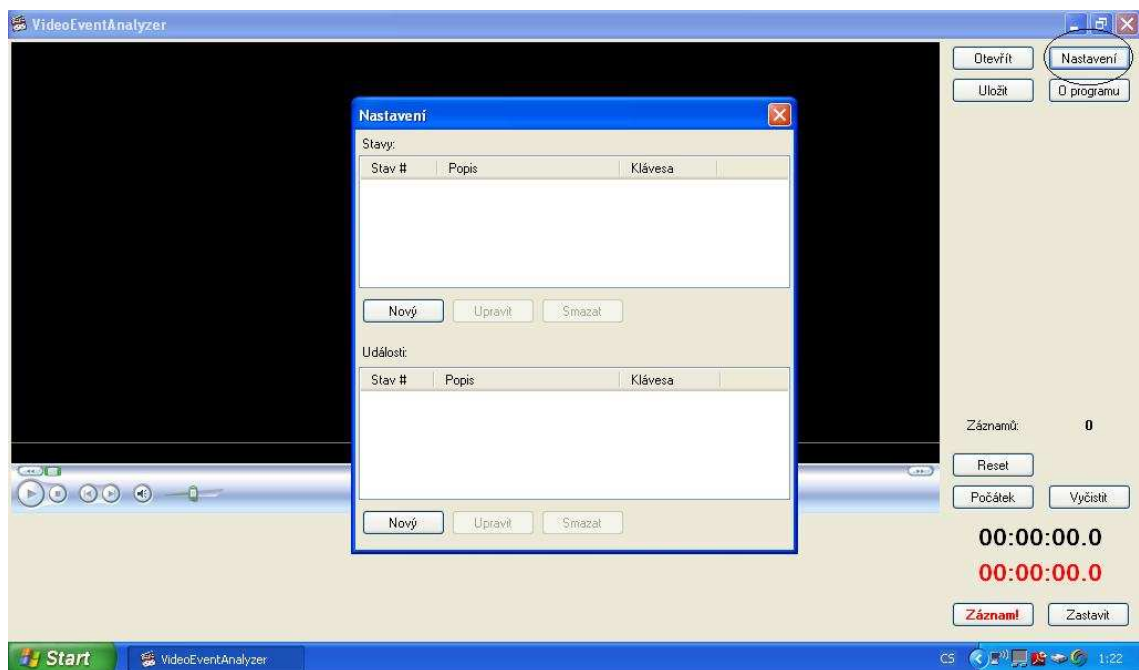 VideoEventAnalyzer
Otevřít
Nastavení
Uložit
O programu
Nastavení
Stavy:
Stav # Popis Klávesa
Nový Upravit Smazat
Události:
Stav # Popis Klávesa
Nový Upravit Smazat
Záznamů: 0
Reset
Počátek Vyčistit
00:00:00.0
00:00:00.0
Záznam! Zastavit
Start VideoEventAnalyzer CS 1:22